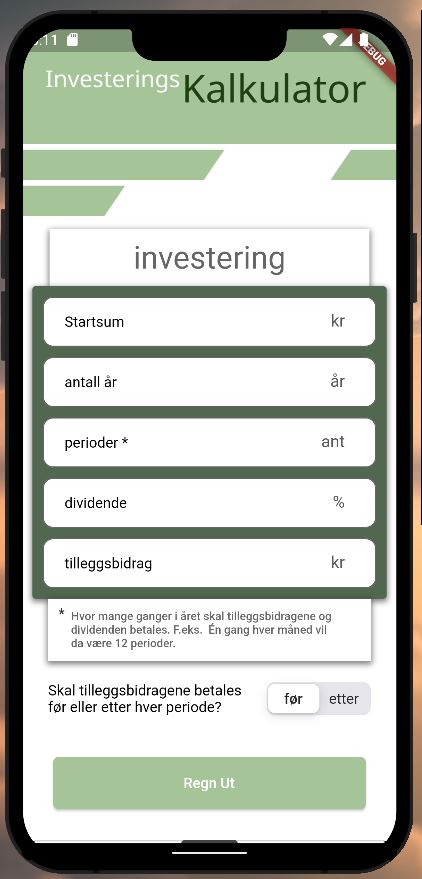 :11
DEBUG
Investerings Kalkulator
investering
Startsum kr
antall år år
perioder * ant
dividende %
tilleggsbidrag kr
* Hvor mange ganger i året skal tilleggsbidragene og
dividenden betales. F.eks. Én gang hver måned vil
da være 12 perioder.
Skal tilleggsbidragene betales
før eller etter hver periode?
før etter
Regn Ut